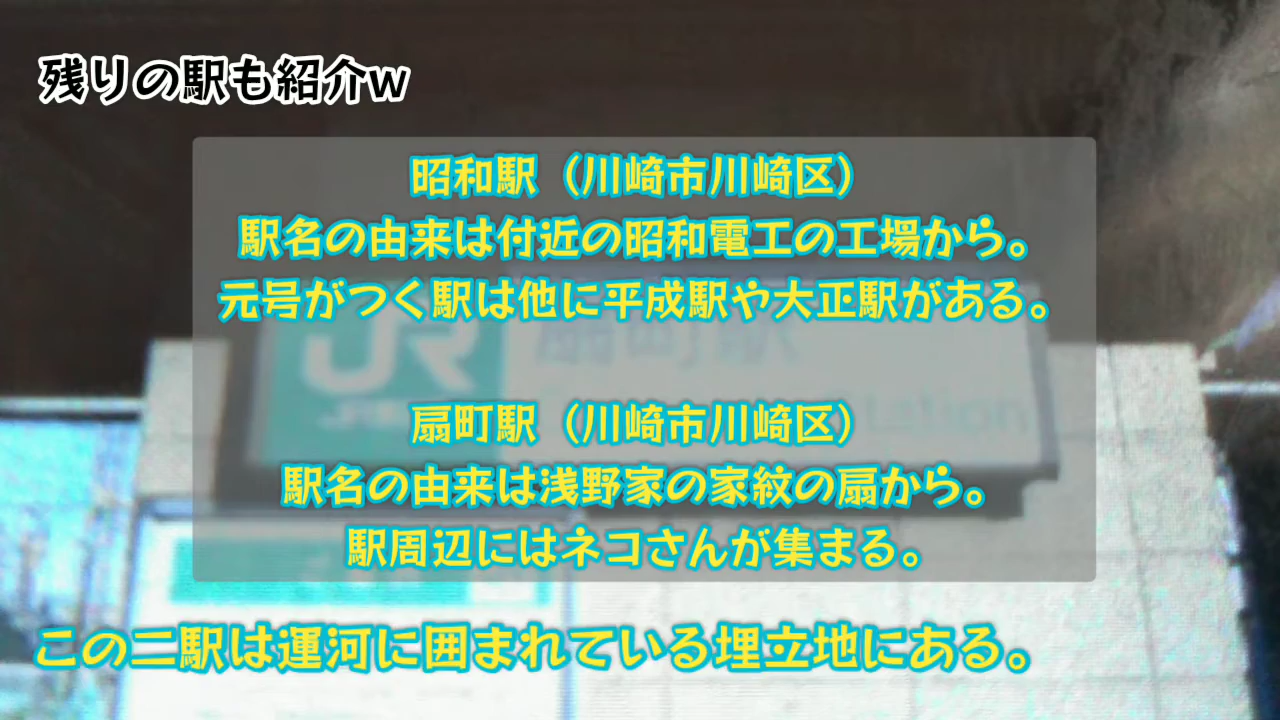 残りの駅も紹介w
昭和駅（川崎市川崎区）
駅名の由来は付近の昭和電工の工場から。
元号がつく駅は他に平成駅や大正駅がある。
JR
扇町駅
扇町駅（川崎市川崎区）
駅名の由来は浅野家の家紋の扇から。
駅周辺にはネコさんが集まる。
この二駅は運河に囲まれている埋立地にある。